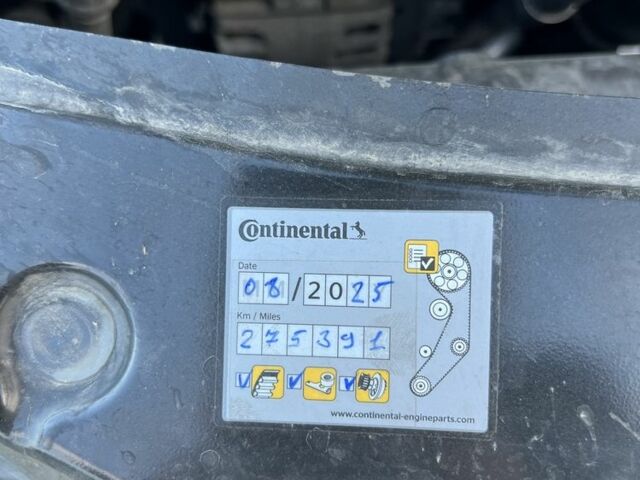 Continental
Date
08/2025
Km / Miles
275391
www.continental-engineparts.com